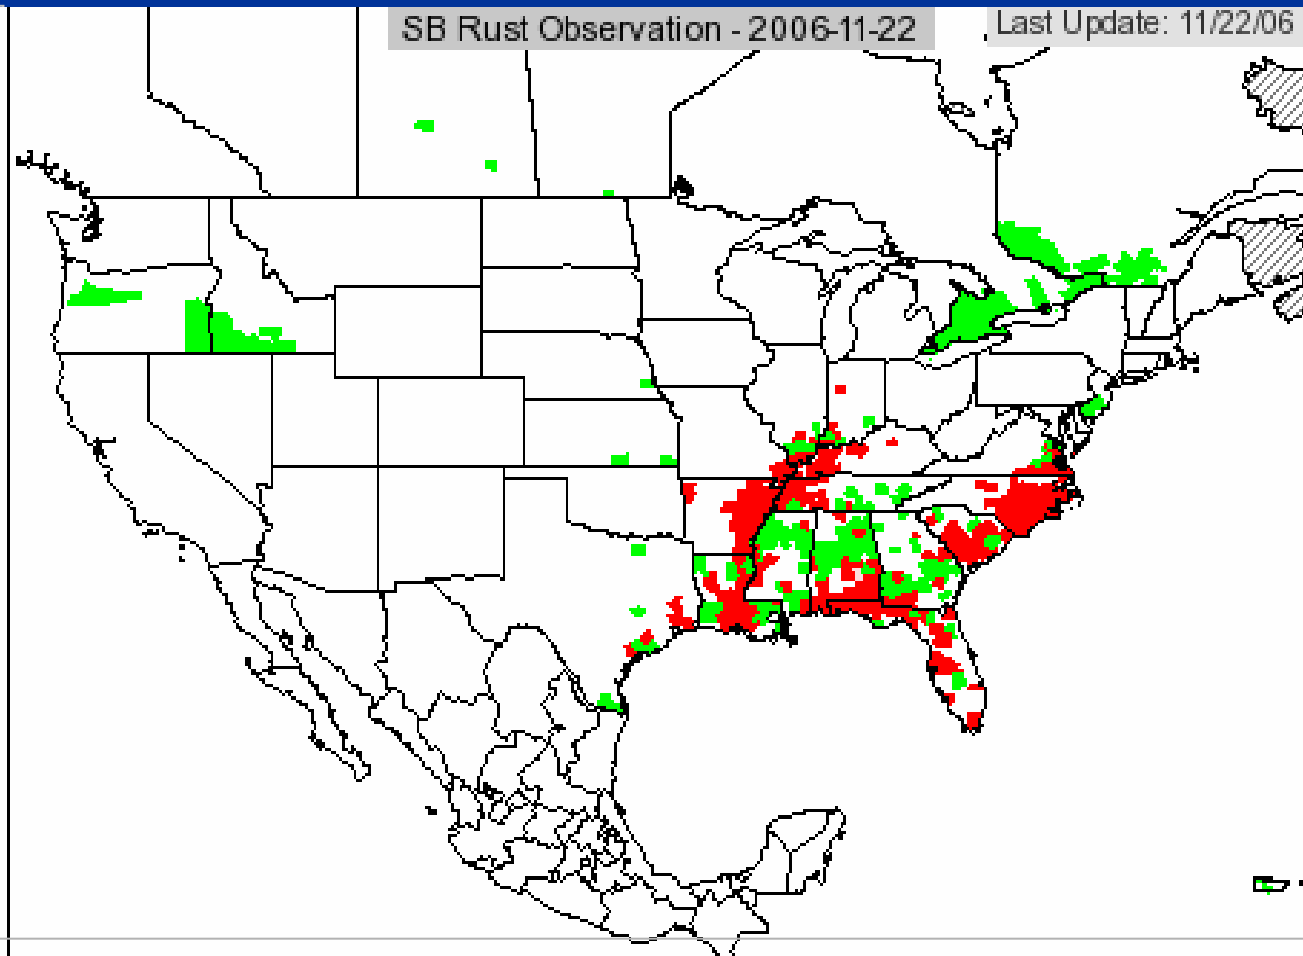 SB Rust Observation - 2006-11-22
Last Update: 11/22/06